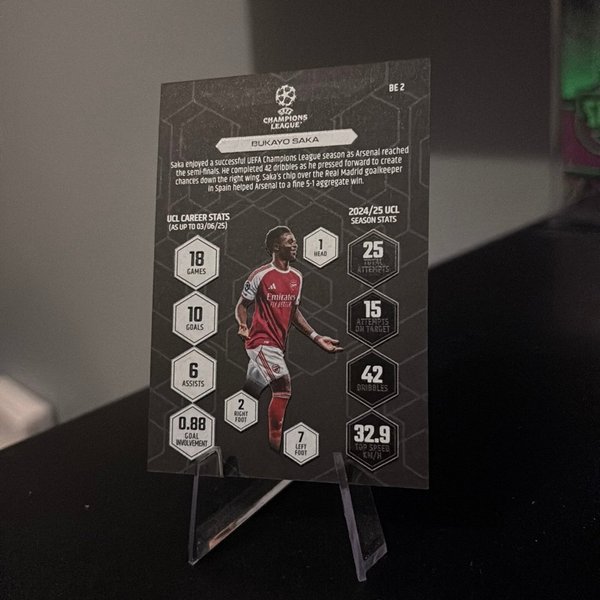 BE 2
UEFA
CHAMPIONS
LEAGUE
BUKAYO SAKA
Saka enjoyed a successful UEFA Champions League season as Arsenal reached
the semi-finals. He completed 42 dribbles as he pressed forward to create
chances down the right wing. Saka's chip over the Real Madrid goalkeeper
in Spain helped Arsenal to a fine 5-1 aggregate win.
UCL CAREER STATS
(AS UP TO 03/06/25)
18
GAMES
10
GOALS
6
ASSISTS
0.88
GOAL
INVOLVEMENT
1
HEAD
Emirates
FLY BETTER
2
RIGHT
FOOT
7
LEFT
FOOT
2024/25 UCL
SEASON STATS
25
TOTAL
ATTEMPTS
15
ATTEMPTS
ON TARGET
42
DRIBBLES
32.9
TOP SPEED
KM/H